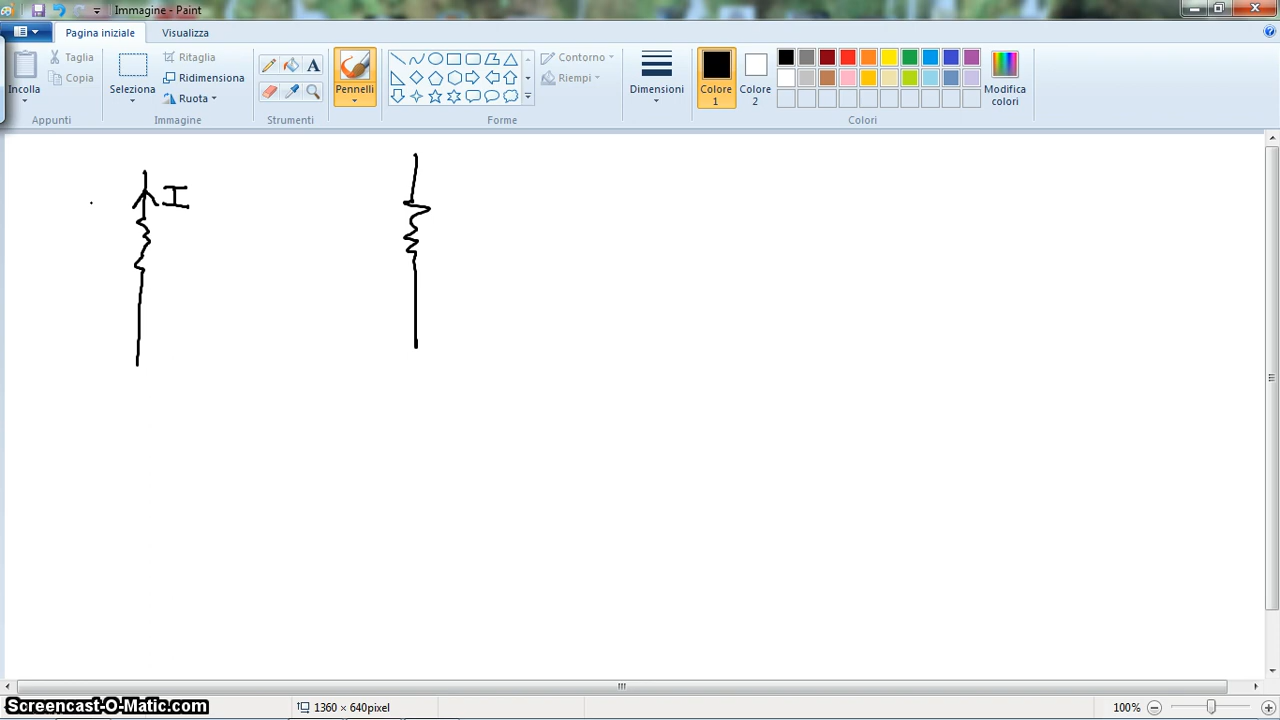 Immagine - Paint
Pagina iniziale Visualizza
Incolla
Taglia
Copia
Appunti
Seleziona
Ritaglia
Ridimensiona
Ruota
Immagine
A
Strumenti
Pennelli
Contorno
Riempi
Forme
Dimensioni
Colore 1
Colore 2
Modifica colori
Colori
I
Screencast-O-Matic.com
1360 × 640pixel
100%